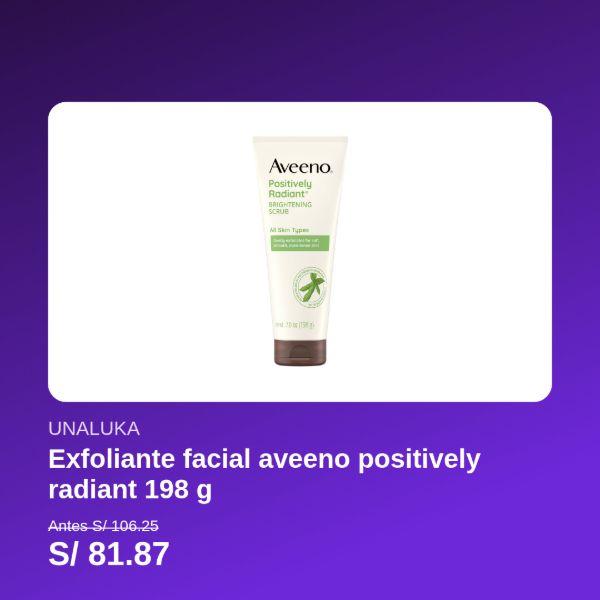 Aveeno.
Positively
Radiant®
BRIGHTENING
SCRUB
All Skin Types
UNALUKA
Exfoliante facial aveeno positively
radiant 198 g
Antes S/ 106.25
S/ 81.87